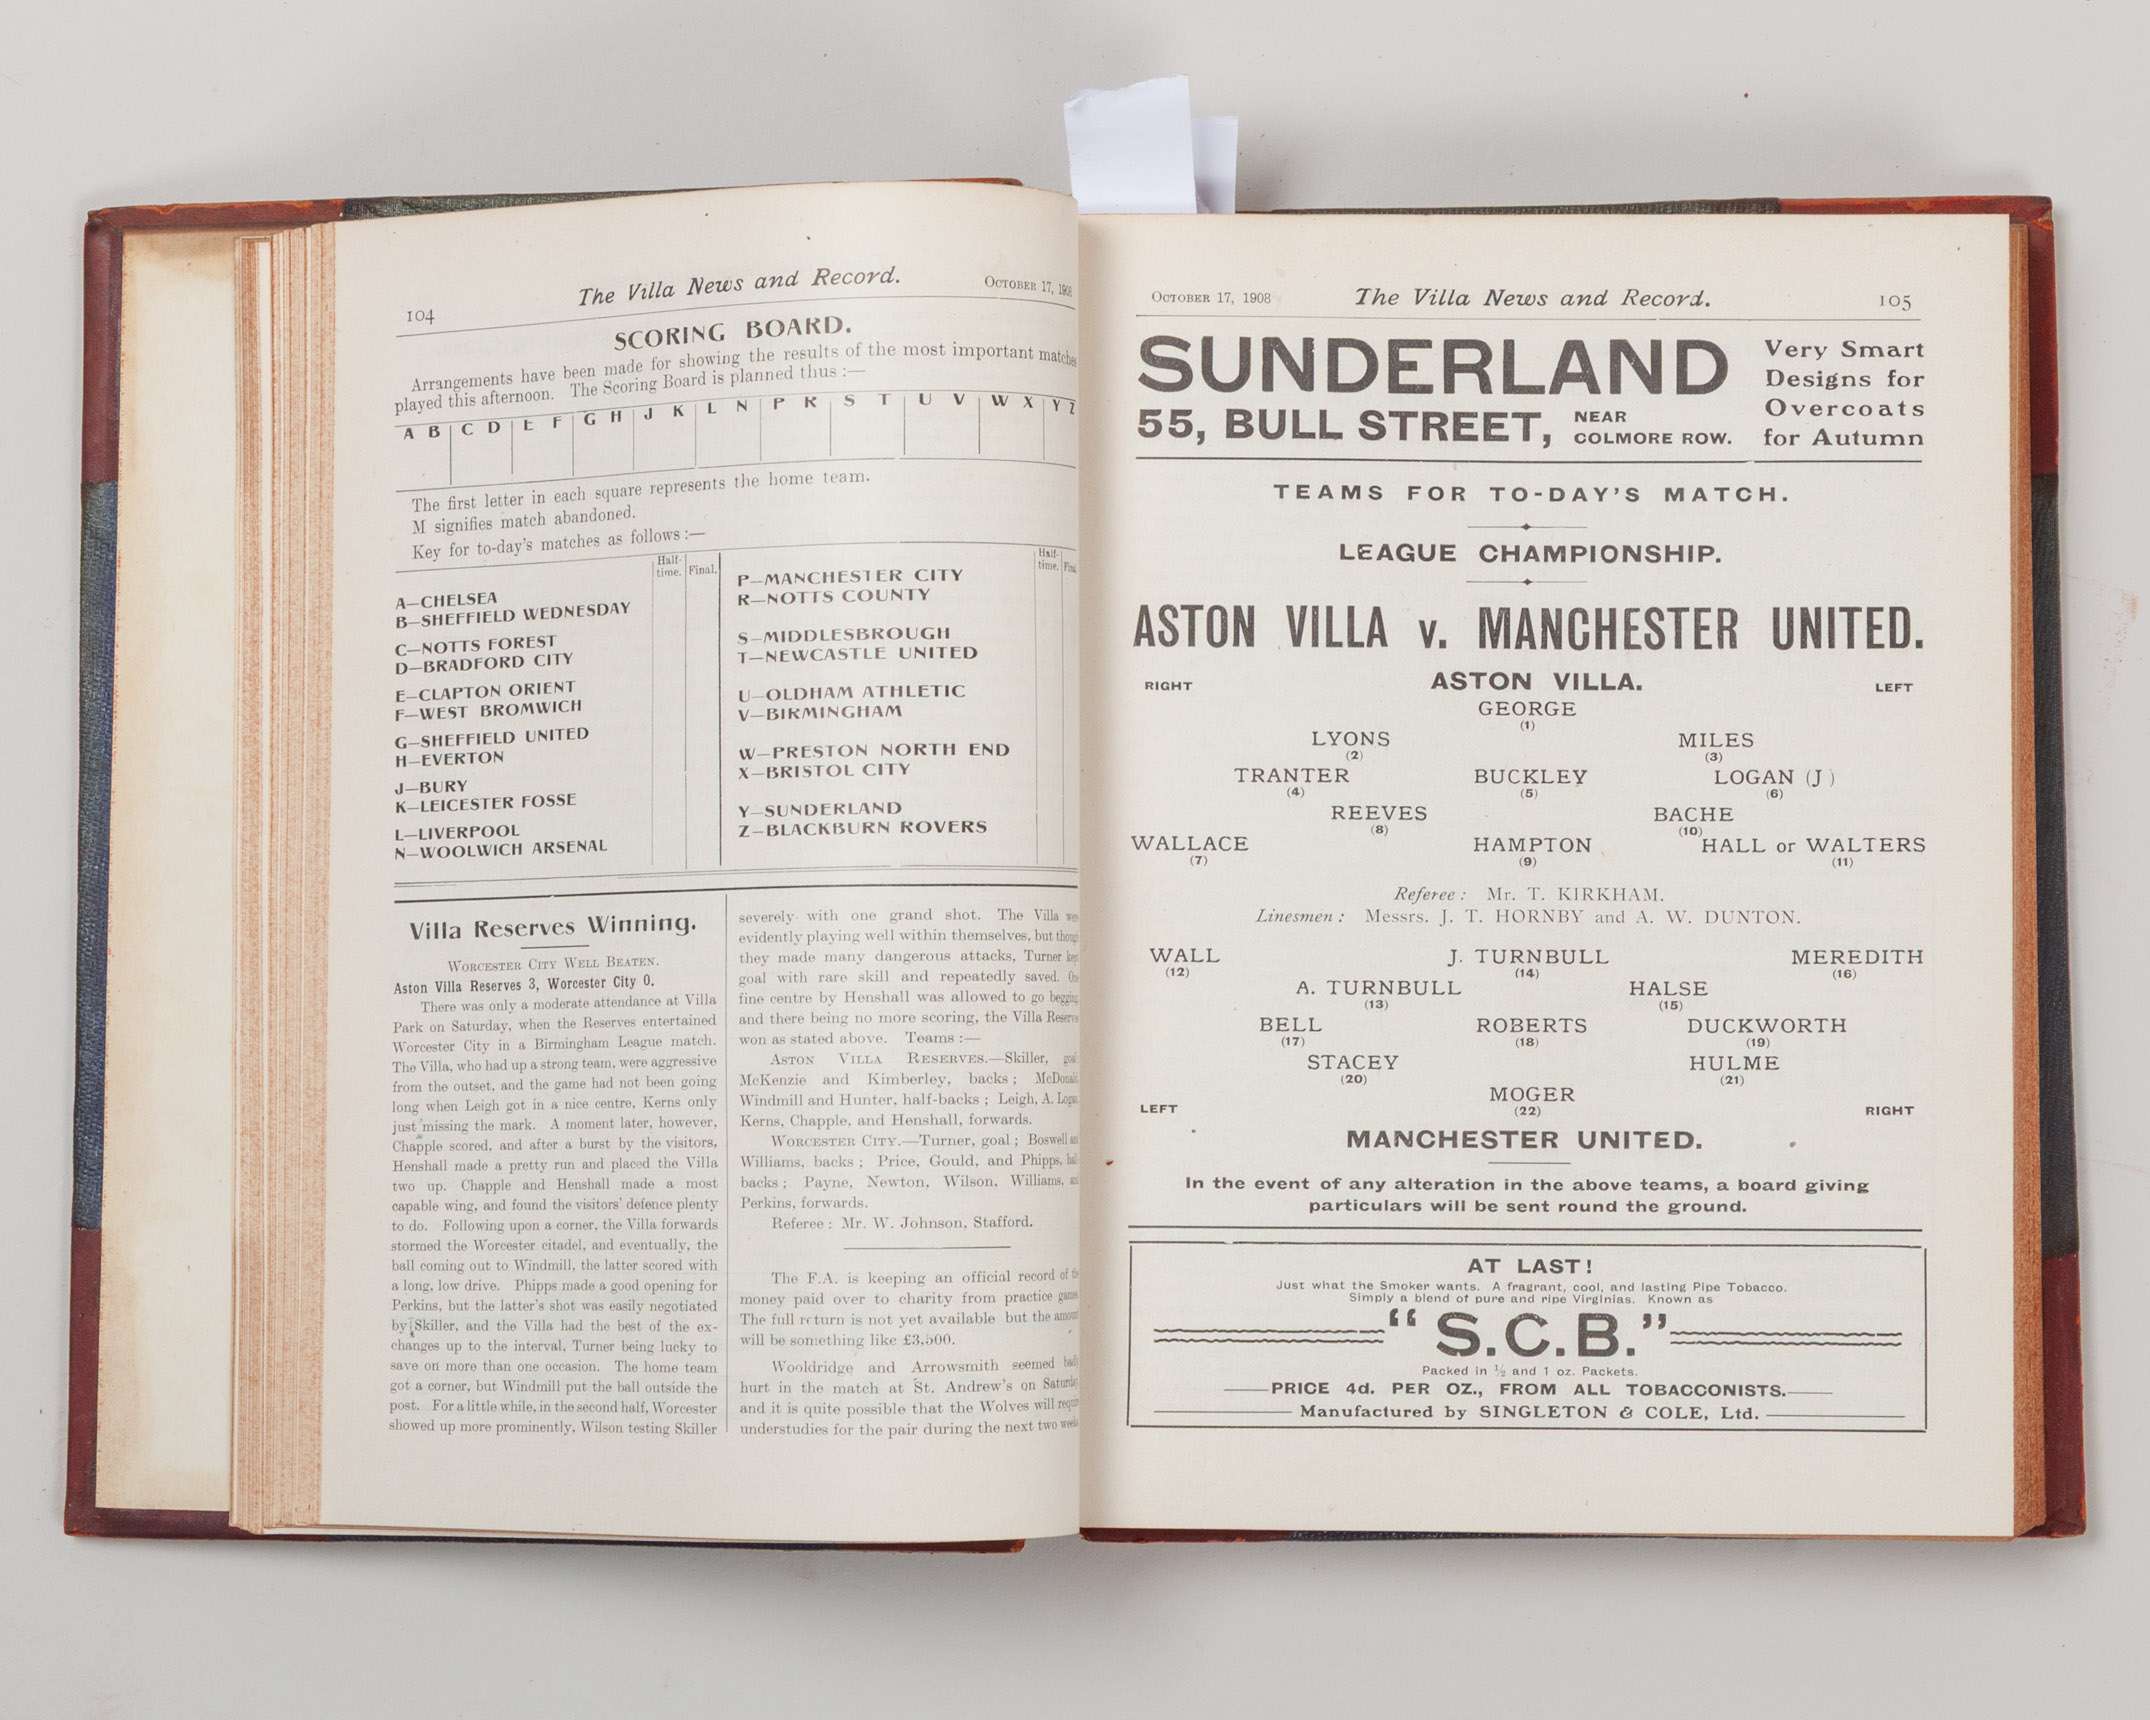 104
The Villa News and Record.
October 17, 1908
SCORING BOARD.
Arrangements have been made for showing the results of the most important matches
played this afternoon. The Scoring Board is planned thus :—
A B C D E F G H J K L N P R S T U V W X Y Z
The first letter in each square represents the home team.
M signifies match abandoned.
Key for to-day's matches as follows :—
Half-time. Final.
A—CHELSEA
B—SHEFFIELD WEDNESDAY
C—NOTTS FOREST
D—BRADFORD CITY
E—CLAPTON ORIENT
F—WEST BROMWICH
G—SHEFFIELD UNITED
H—EVERTON
J—BURY
K—LEICESTER FOSSE
L—LIVERPOOL
N—WOOLWICH ARSENAL
Half-time.
P—MANCHESTER CITY
R—NOTTS COUNTY
S—MIDDLESBROUGH
T—NEWCASTLE UNITED
U—OLDHAM ATHLETIC
V—BIRMINGHAM
W—PRESTON NORTH END
X—BRISTOL CITY
Y—SUNDERLAND
Z—BLACKBURN ROVERS
Villa Reserves Winning.
Worcester City Well Beaten.
Aston Villa Reserves 3, Worcester City 0.
There was only a moderate attendance at Villa
Park on Saturday, when the Reserves entertained
Worcester City in a Birmingham League match.
The Villa, who had up a strong team, were aggressive
from the outset, and the game had not been going
long when Leigh got in a nice centre, Kerns only
just missing the mark. A moment later, however,
Chapple scored, and after a burst by the visitors,
Henshall made a pretty run and placed the Villa
two up. Chapple and Henshall made a most
capable wing, and found the visitors' defence plenty
to do. Following upon a corner, the Villa forwards
stormed the Worcester citadel, and eventually, the
ball coming out to Windmill, the latter scored with
a long, low drive. Phipps made a good opening for
Perkins, but the latter's shot was easily negotiated
by Skiller, and the Villa had the best of the ex-
changes up to the interval, Turner being lucky to
save on more than one occasion. The home team
got a corner, but Windmill put the ball outside the
post. For a little while, in the second half, Worcester
showed up more prominently, Wilson testing Skiller
severely with one grand shot. The Villa were
evidently playing well within themselves, but though
they made many dangerous attacks, Turner kept
goal with rare skill and repeatedly saved. One
fine centre by Henshall was allowed to go begging
and there being no more scoring, the Villa Reserves
won as stated above. Teams :—
Aston Villa Reserves.—Skiller, goal
McKenzie and Kimberley, backs ; McDonald
Windmill and Hunter, half-backs ; Leigh, A. Logan
Kerns, Chapple, and Henshall, forwards.
Worcester City.—Turner, goal ; Boswell and
Williams, backs ; Price, Gould, and Phipps, half
backs ; Payne, Newton, Wilson, Williams, and
Perkins, forwards.
Referee : Mr. W. Johnson, Stafford.
The F.A. is keeping an official record of the
money paid over to charity from practice games
The full return is not yet available but the amount
will be something like £3,500.
Wooldridge and Arrowsmith seemed badly
hurt in the match at St. Andrew's on Saturday
and it is quite possible that the Wolves will require
understudies for the pair during the next two weeks
October 17, 1908
The Villa News and Record.
105
SUNDERLAND
55, BULL STREET, NEAR COLMORE ROW.
Very Smart
Designs for
Overcoats
for Autumn
TEAMS FOR TO-DAY'S MATCH.
LEAGUE CHAMPIONSHIP.
ASTON VILLA v. MANCHESTER UNITED.
RIGHT ASTON VILLA. LEFT
GEORGE
(1)
LYONS MILES
(2) (3)
TRANTER BUCKLEY LOGAN (J )
(4) (5) (6)
REEVES BACHE
(8) (10)
WALLACE HAMPTON HALL or WALTERS
(7) (9) (11)
Referee : Mr. T. KIRKHAM.
Linesmen : Messrs. J. T. HORNBY and A. W. DUNTON.
WALL J. TURNBULL MEREDITH
(12) (14) (16)
A. TURNBULL HALSE
(13) (15)
BELL ROBERTS DUCKWORTH
(17) (18) (19)
STACEY HULME
(20) (21)
MOGER
(22)
LEFT RIGHT
MANCHESTER UNITED.
In the event of any alteration in the above teams, a board giving
particulars will be sent round the ground.
AT LAST!
Just what the Smoker wants. A fragrant, cool, and lasting Pipe Tobacco.
Simply a blend of pure and ripe Virginias. Known as
“ S.C.B.”
Packed in ½ and 1 oz. Packets.
PRICE 4d. PER OZ., FROM ALL TOBACCONISTS.
Manufactured by SINGLETON & COLE, Ltd.